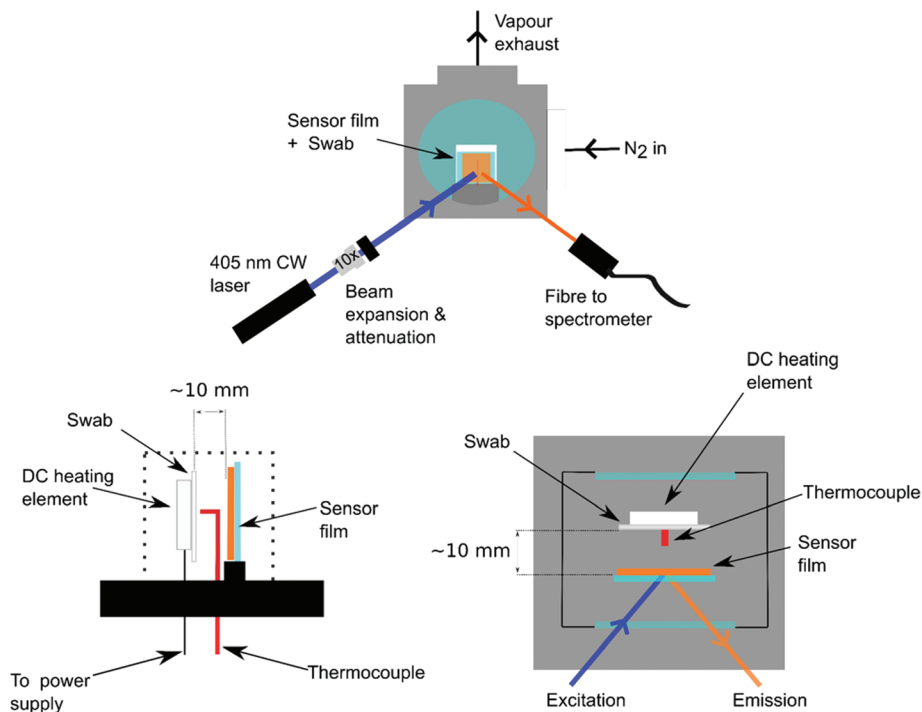 Vapour
exhaust
Sensor film
+ Swab
N2 in
10x
405 nm CW
laser
Beam
expansion &
attenuation
Fibre to
spectrometer
~10 mm
Swab
DC heating
element
Sensor
film
To power
supply
Thermocouple
DC heating
element
Swab
Thermocouple
~10 mm
Sensor
film
Excitation
Emission